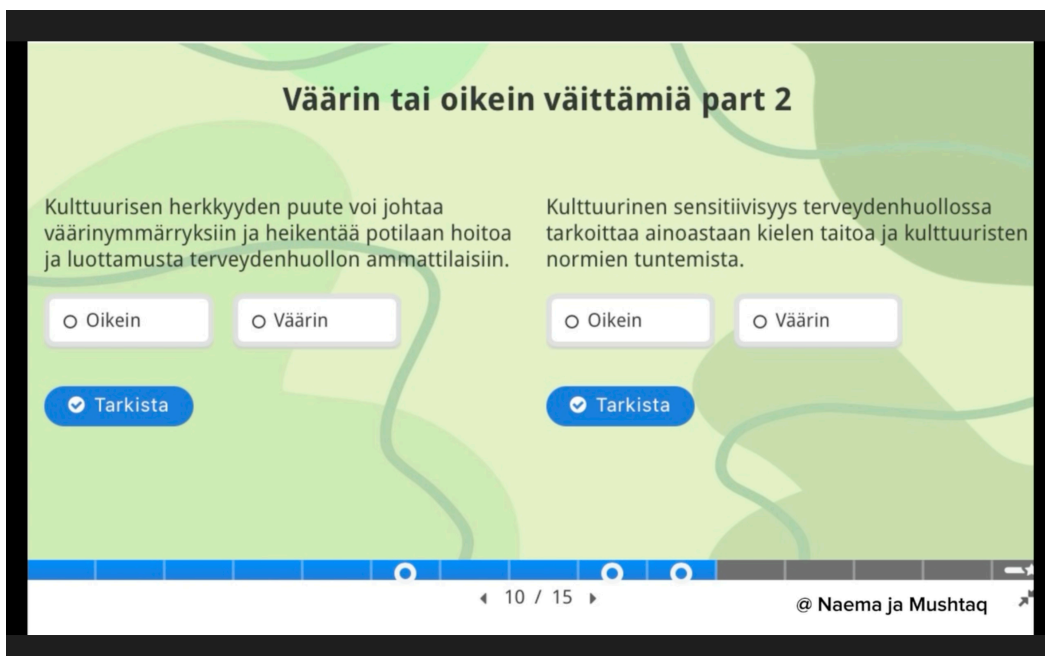 Väärin tai oikein väittämiä part 2
Kulttuurisen herkkyyden puute voi johtaa
väärinymmärryksiin ja heikentää potilaan hoitoa
ja luottamusta terveydenhuollon ammattilaisiin.
Oikein
Väärin
Tarkista
Kulttuurinen sensitiivisyys terveydenhuollossa
tarkoittaa ainoastaan kielen taitoa ja kulttuuristen
normien tuntemista.
Oikein
Väärin
Tarkista
10 / 15
@ Naema ja Mushtaq